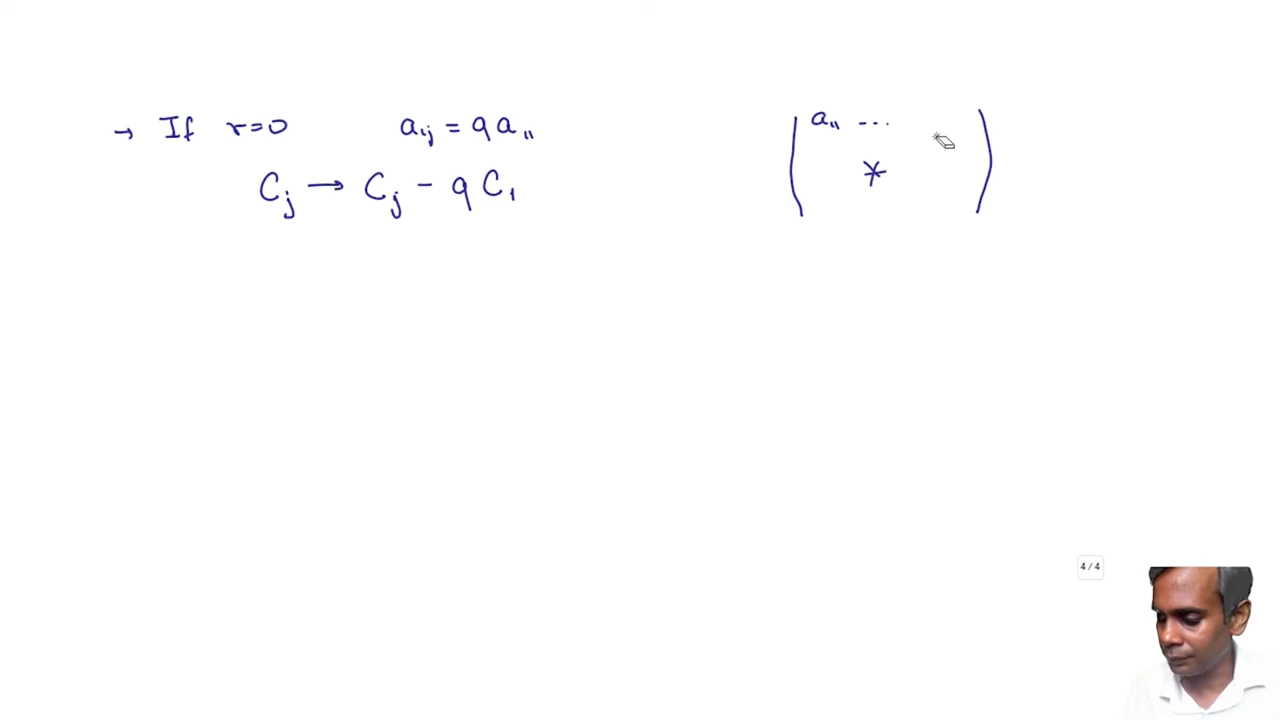 → If r=0 a₁ⱼ = q a₁₁
Cⱼ → Cⱼ − q C₁
( a₁₁ ...
* )
4 / 4